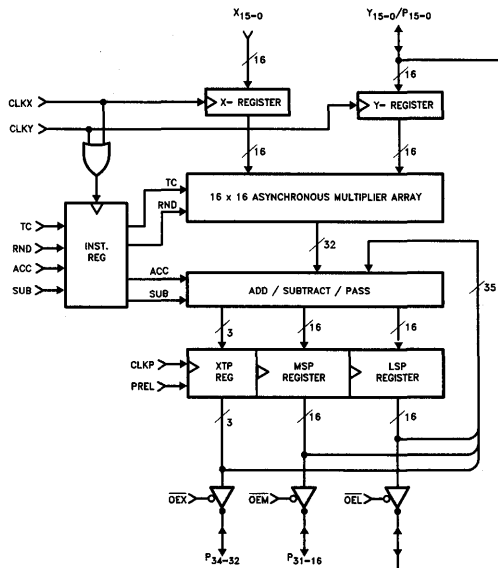 X15-0 Y15-0/P15-0
16 16
CLKX X- REGISTER Y- REGISTER
CLKY
16 16
TC
16 x 16 ASYNCHRONOUS MULTIPLIER ARRAY
RND
TC INST. REG
RND
ACC
SUB
32
35
ACC
ADD / SUBTRACT / PASS
SUB
3 16 16
CLKP XTP REG MSP REGISTER LSP REGISTER
PREL
3 16 16
OEX OEM OEL
P34-32 P31-16